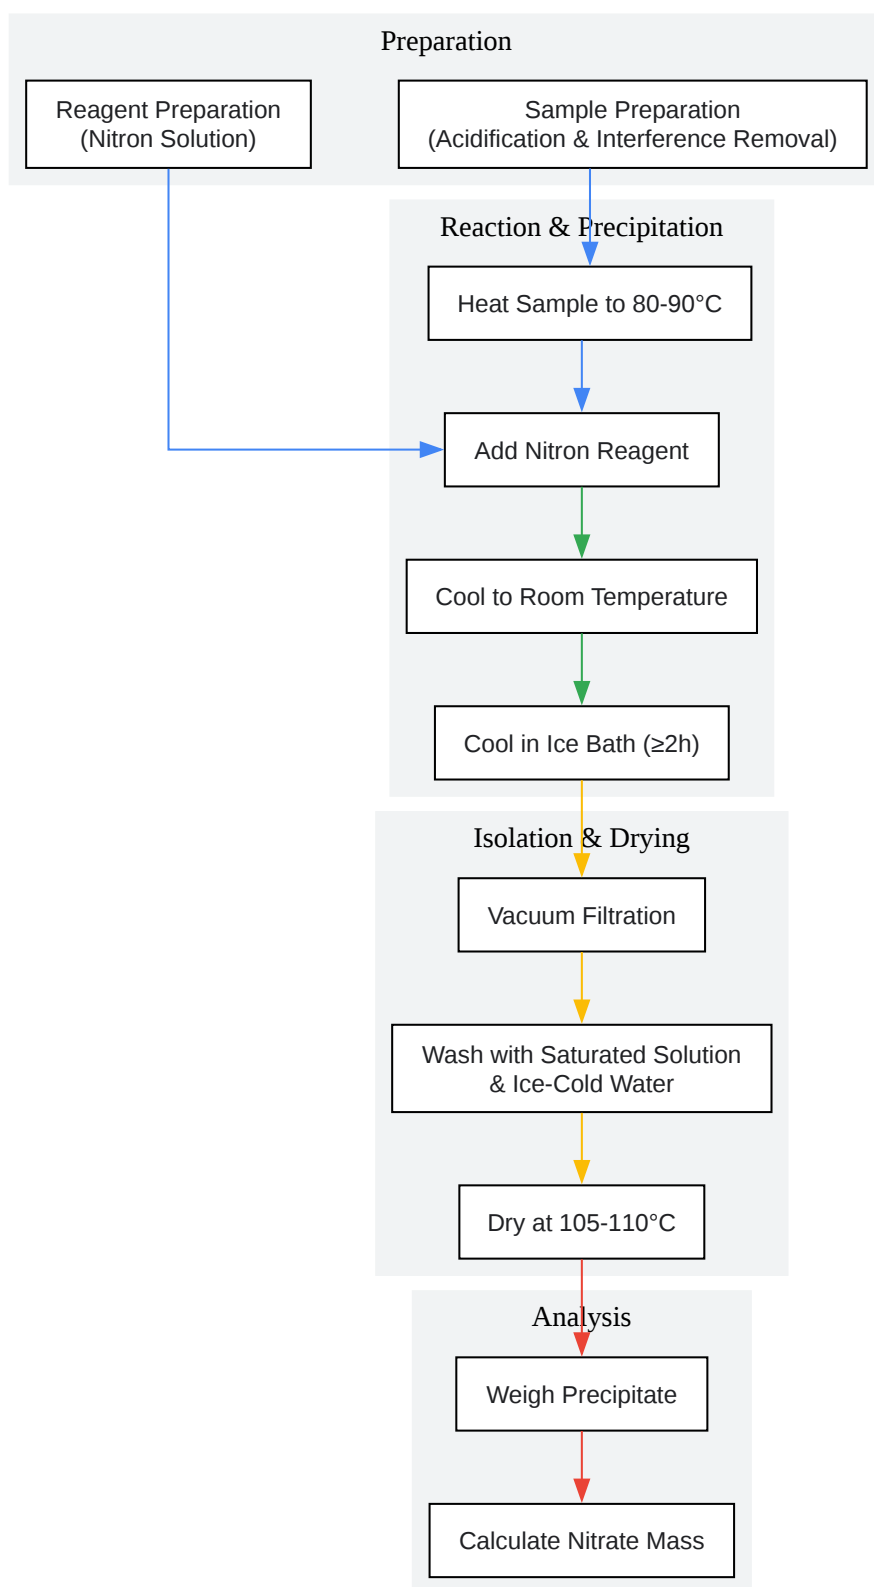 Preparation
Reagent Preparation
(Nitron Solution)
Sample Preparation
(Acidification & Interference Removal)
Reaction & Precipitation
Heat Sample to 80-90°C
Add Nitron Reagent
Cool to Room Temperature
Cool in Ice Bath (≥2h)
Isolation & Drying
Vacuum Filtration
Wash with Saturated Solution
& Ice-Cold Water
Dry at 105-110°C
Analysis
Weigh Precipitate
Calculate Nitrate Mass